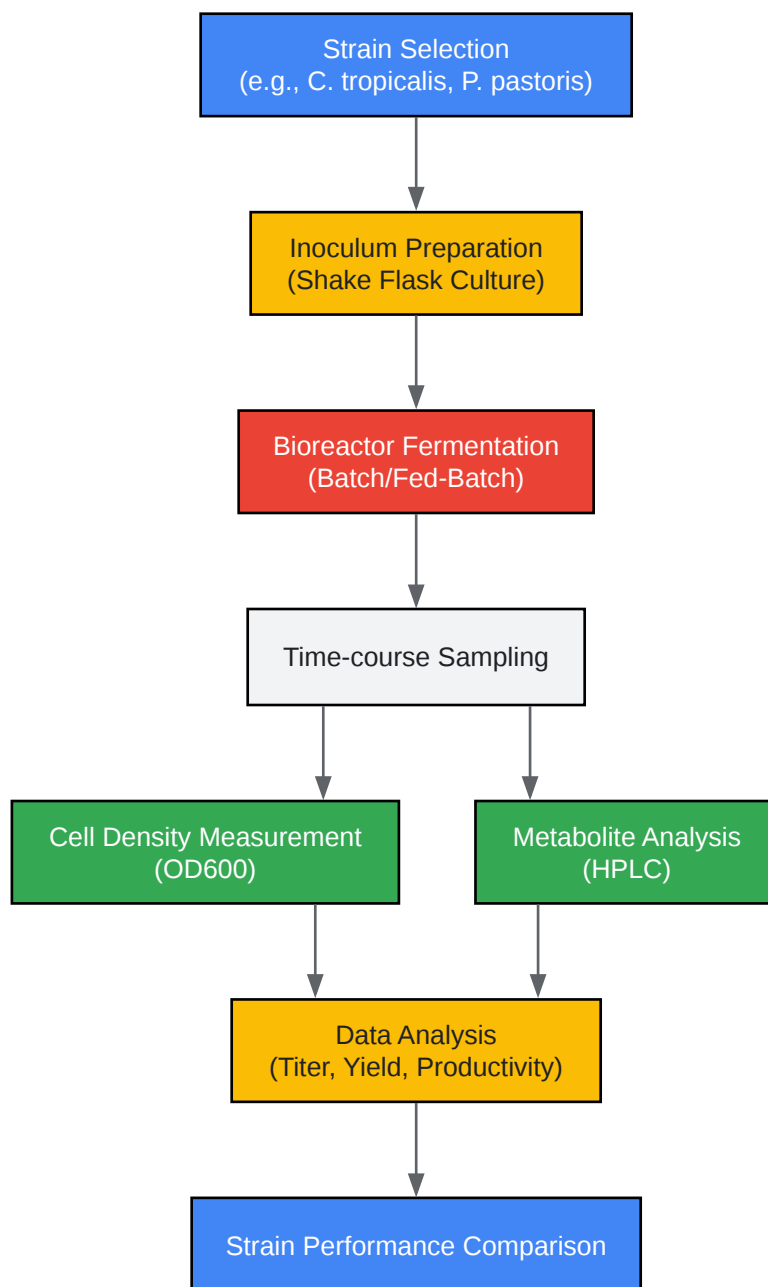 Strain Selection
(e.g., C. tropicalis, P. pastoris)
Inoculum Preparation
(Shake Flask Culture)
Bioreactor Fermentation
(Batch/Fed-Batch)
Time-course Sampling
Cell Density Measurement
(OD600)
Metabolite Analysis
(HPLC)
Data Analysis
(Titer, Yield, Productivity)
Strain Performance Comparison